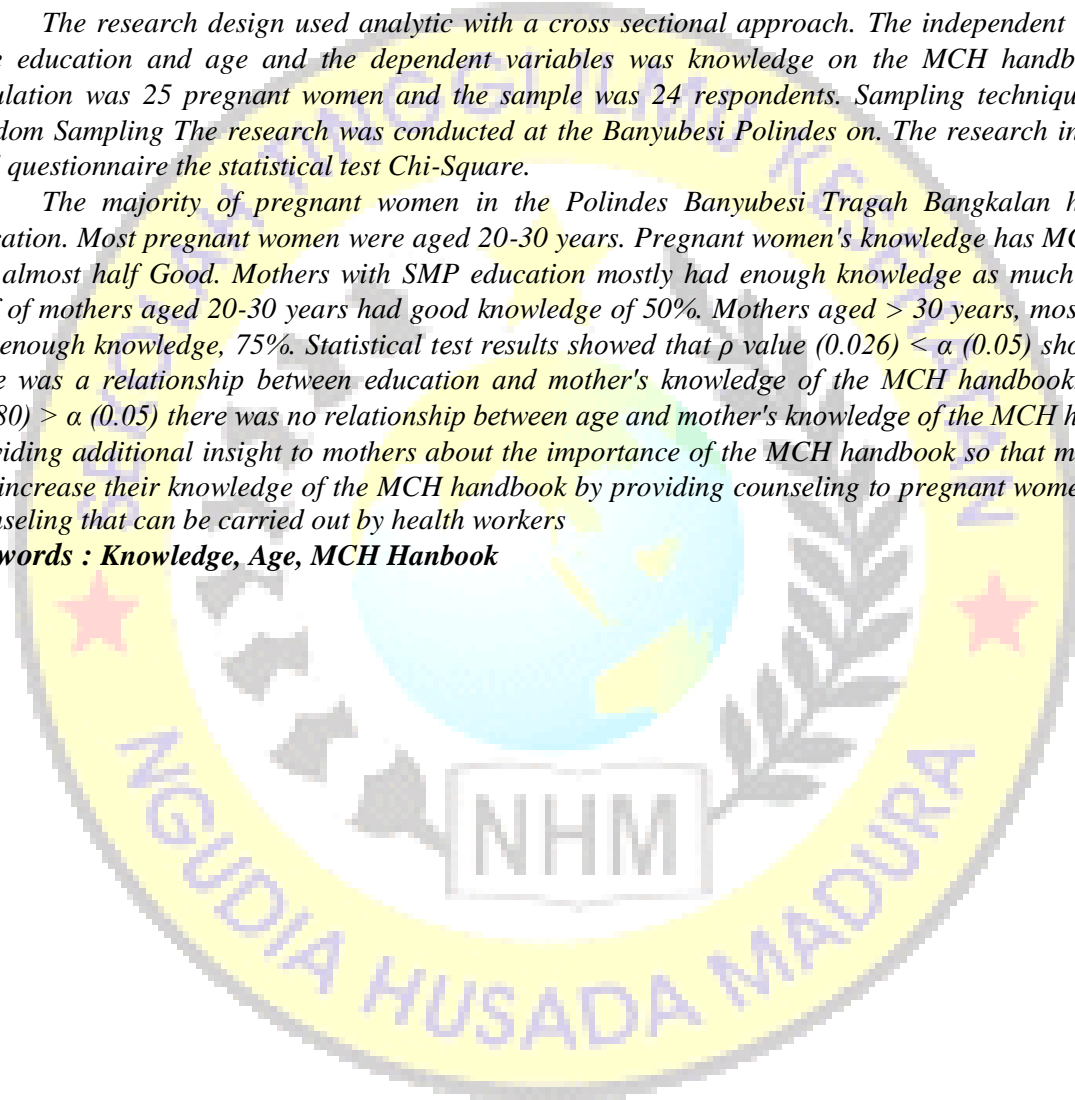 The research design used analytic with a cross sectional approach. The independent
e education and age and the dependent variables was knowledge on the MCH handb
ulation was 25 pregnant women and the sample was 24 respondents. Sampling techniqu
dom Sampling The research was conducted at the Banyubesi Polindes on. The research in
questionnaire the statistical test Chi-Square.
The majority of pregnant women in the Polindes Banyubesi Tragah Bangkalan h
cation. Most pregnant women were aged 20-30 years. Pregnant women's knowledge has MC
almost half Good. Mothers with SMP education mostly had enough knowledge as much
f of mothers aged 20-30 years had good knowledge of 50%. Mothers aged > 30 years, mos
enough knowledge, 75%. Statistical test results showed that ρ value (0.026) < α (0.05) sho
e was a relationship between education and mother's knowledge of the MCH handbook
80) > α (0.05) there was no relationship between age and mother's knowledge of the MCH h
viding additional insight to mothers about the importance of the MCH handbook so that m
increase their knowledge of the MCH handbook by providing counseling to pregnant wome
nseling that can be carried out by health workers
words : Knowledge, Age, MCH Hanbook
SEKOLAH TINGGI ILMU KESEHATAN
NHM
NGUDIA HUSADA MADURA